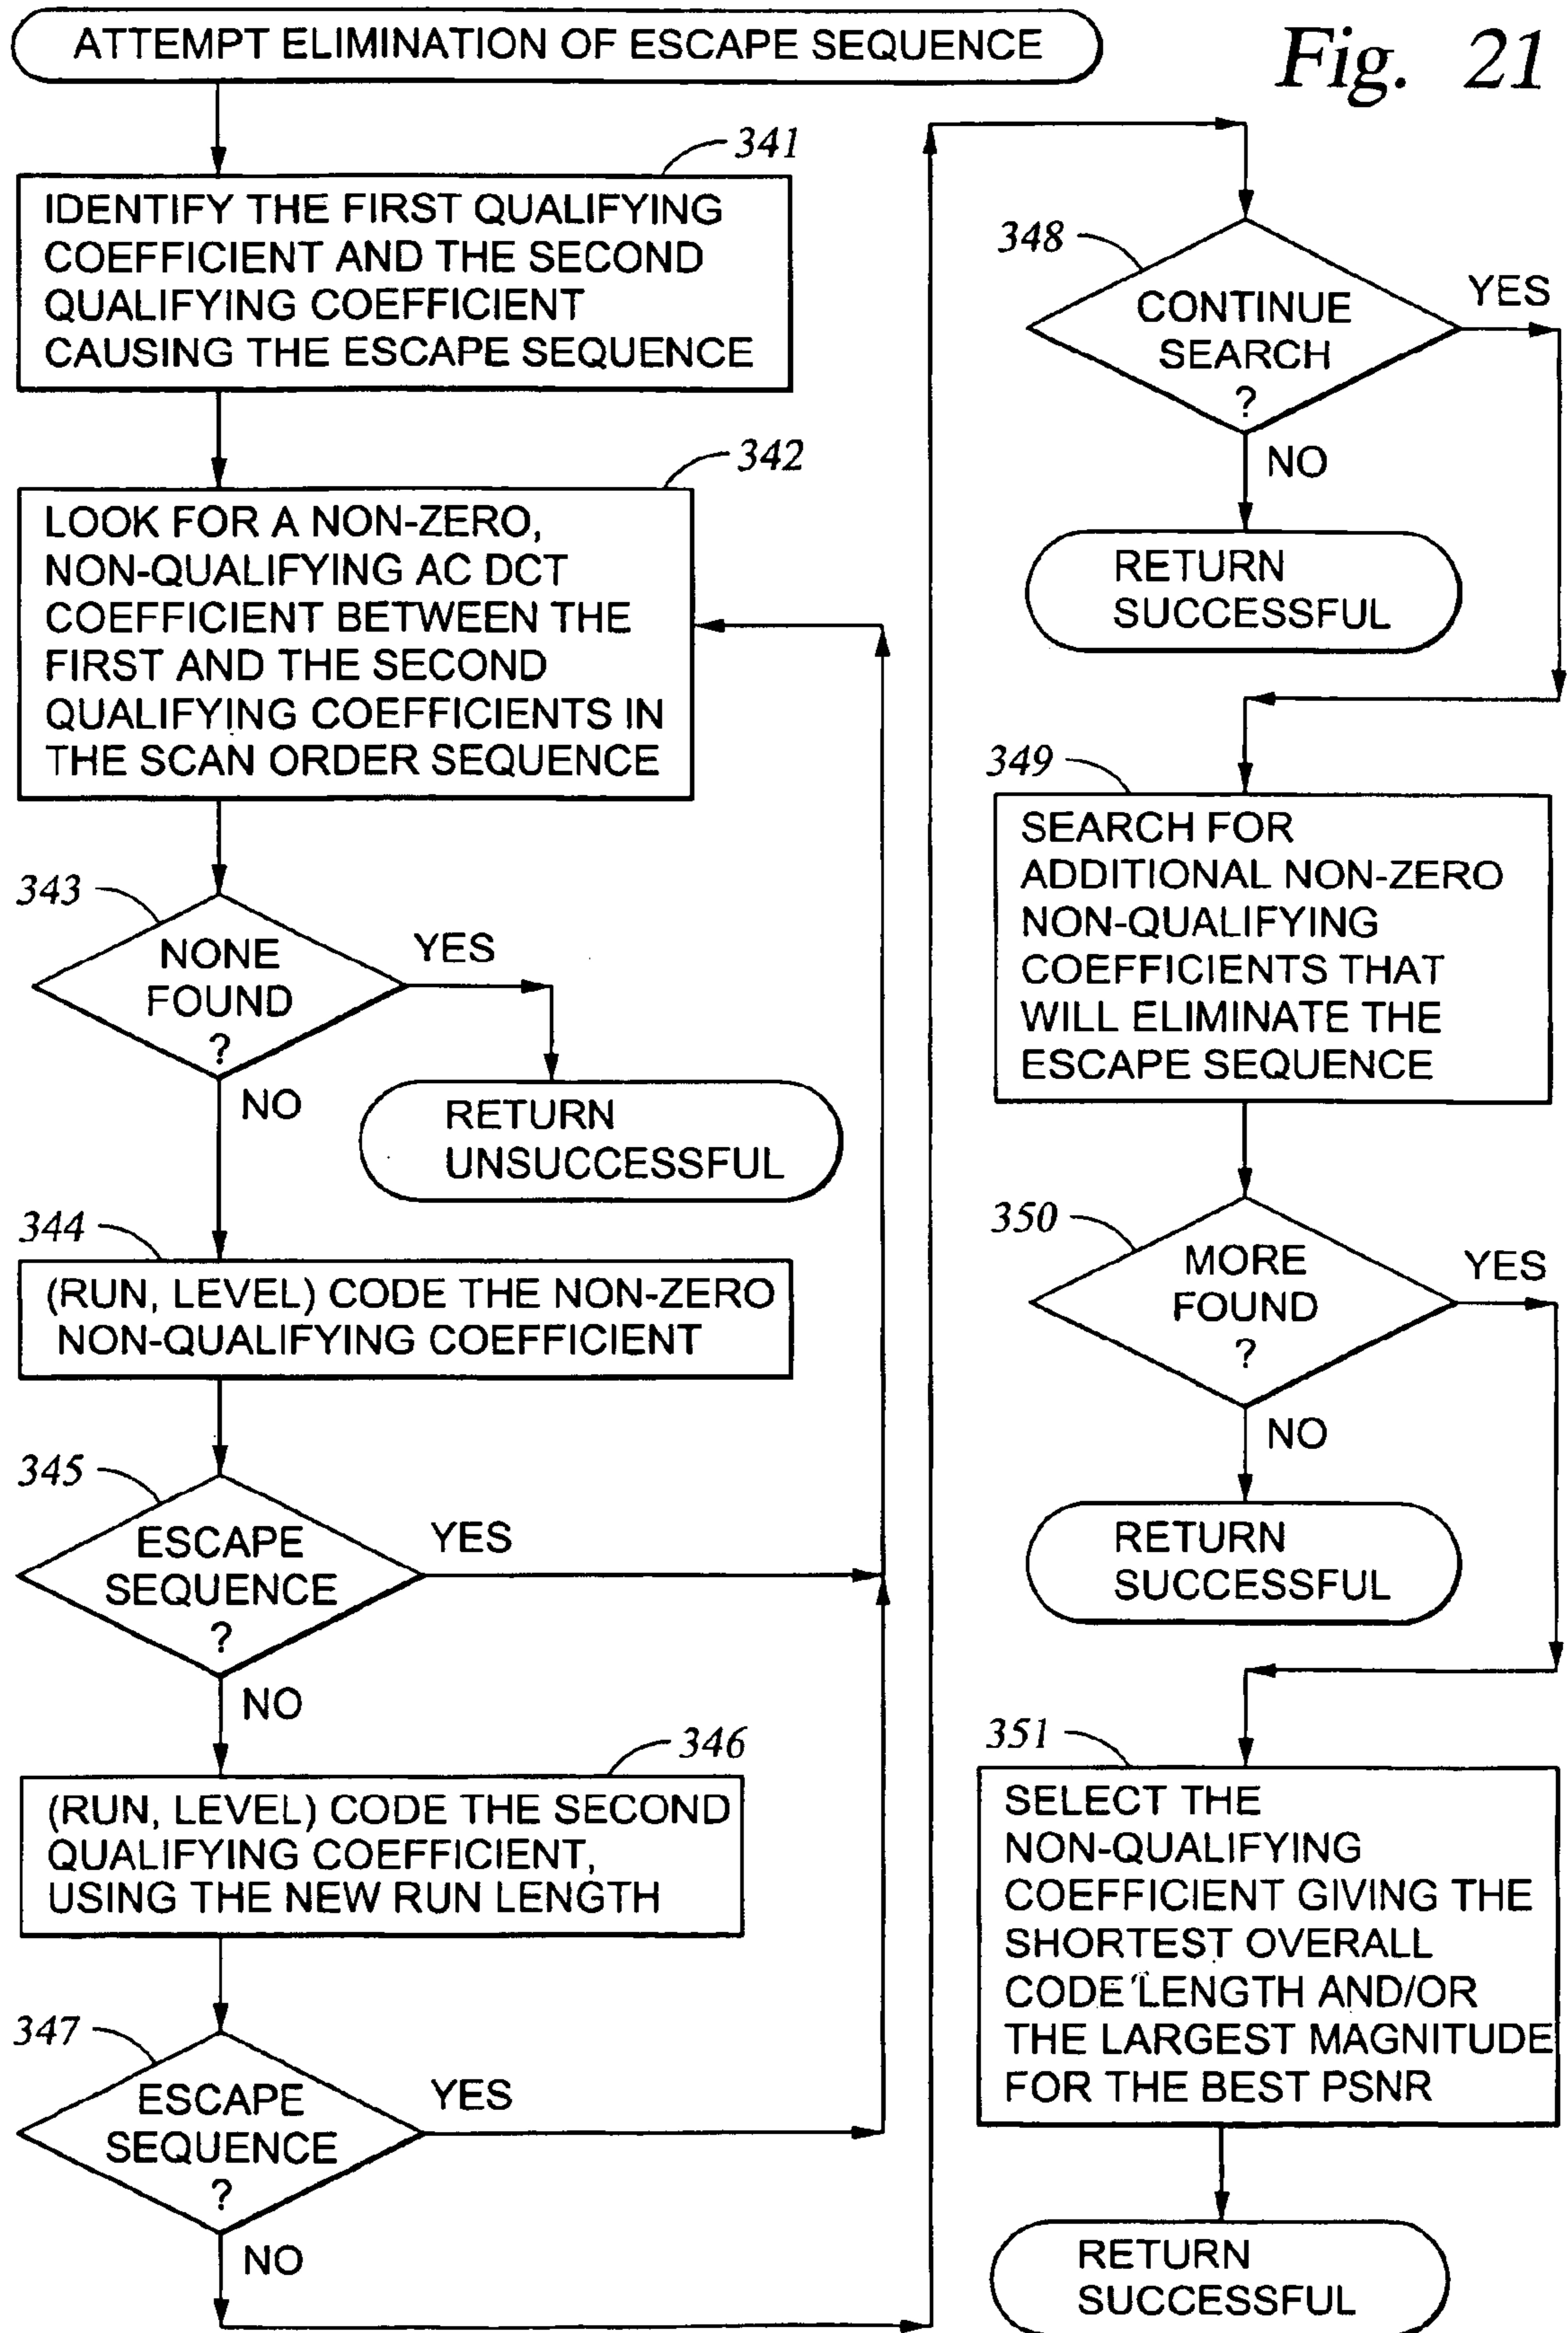 ATTEMPT ELIMINATION OF ESCAPE SEQUENCE
Fig. 21
341
IDENTIFY THE FIRST QUALIFYING
COEFFICIENT AND THE SECOND
QUALIFYING COEFFICIENT
CAUSING THE ESCAPE SEQUENCE
342
LOOK FOR A NON-ZERO,
NON-QUALIFYING AC DCT
COEFFICIENT BETWEEN THE
FIRST AND THE SECOND
QUALIFYING COEFFICIENTS IN
THE SCAN ORDER SEQUENCE
343
NONE
FOUND
?
YES
NO
RETURN
UNSUCCESSFUL
344
(RUN, LEVEL) CODE THE NON-ZERO
NON-QUALIFYING COEFFICIENT
345
ESCAPE
SEQUENCE
?
YES
NO
346
(RUN, LEVEL) CODE THE SECOND
QUALIFYING COEFFICIENT,
USING THE NEW RUN LENGTH
347
ESCAPE
SEQUENCE
?
YES
NO
348
CONTINUE
SEARCH
?
YES
NO
RETURN
SUCCESSFUL
349
SEARCH FOR
ADDITIONAL NON-ZERO
NON-QUALIFYING
COEFFICIENTS THAT
WILL ELIMINATE THE
ESCAPE SEQUENCE
350
MORE
FOUND
?
YES
NO
RETURN
SUCCESSFUL
351
SELECT THE
NON-QUALIFYING
COEFFICIENT GIVING THE
SHORTEST OVERALL
CODE LENGTH AND/OR
THE LARGEST MAGNITUDE
FOR THE BEST PSNR
RETURN
SUCCESSFUL